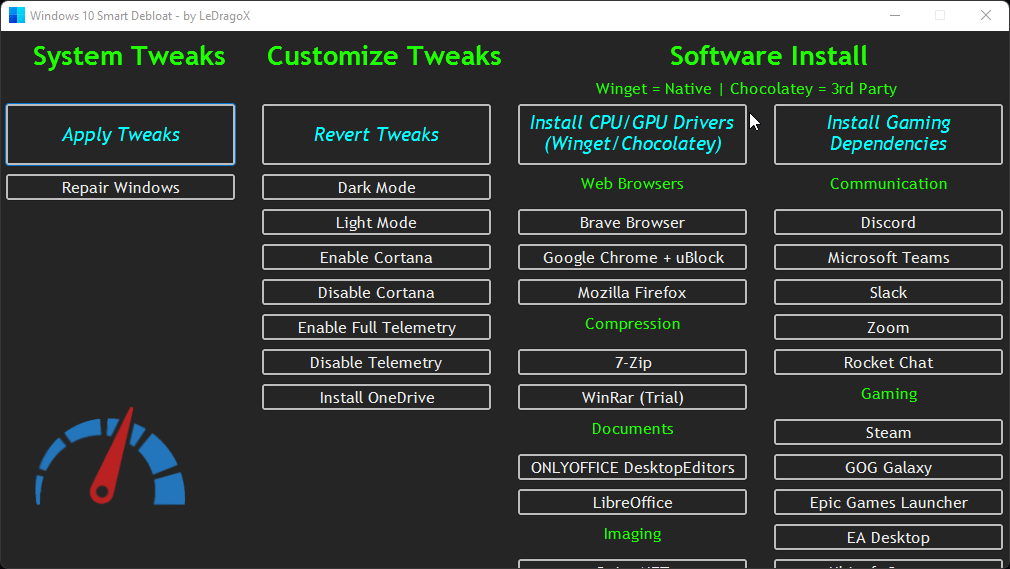 Windows 10 Smart Debloat - by LeDragoX
System Tweaks
Apply Tweaks
Repair Windows
Customize Tweaks
Revert Tweaks
Dark Mode
Light Mode
Enable Cortana
Disable Cortana
Enable Full Telemetry
Disable Telemetry
Install OneDrive
Software Install
Winget = Native | Chocolatey = 3rd Party
Install CPU/GPU Drivers
(Winget/Chocolatey)
Web Browsers
Brave Browser
Google Chrome + uBlock
Mozilla Firefox
Compression
7-Zip
WinRar (Trial)
Documents
ONLYOFFICE DesktopEditors
LibreOffice
Imaging
Install Gaming
Dependencies
Communication
Discord
Microsoft Teams
Slack
Zoom
Rocket Chat
Gaming
Steam
GOG Galaxy
Epic Games Launcher
EA Desktop